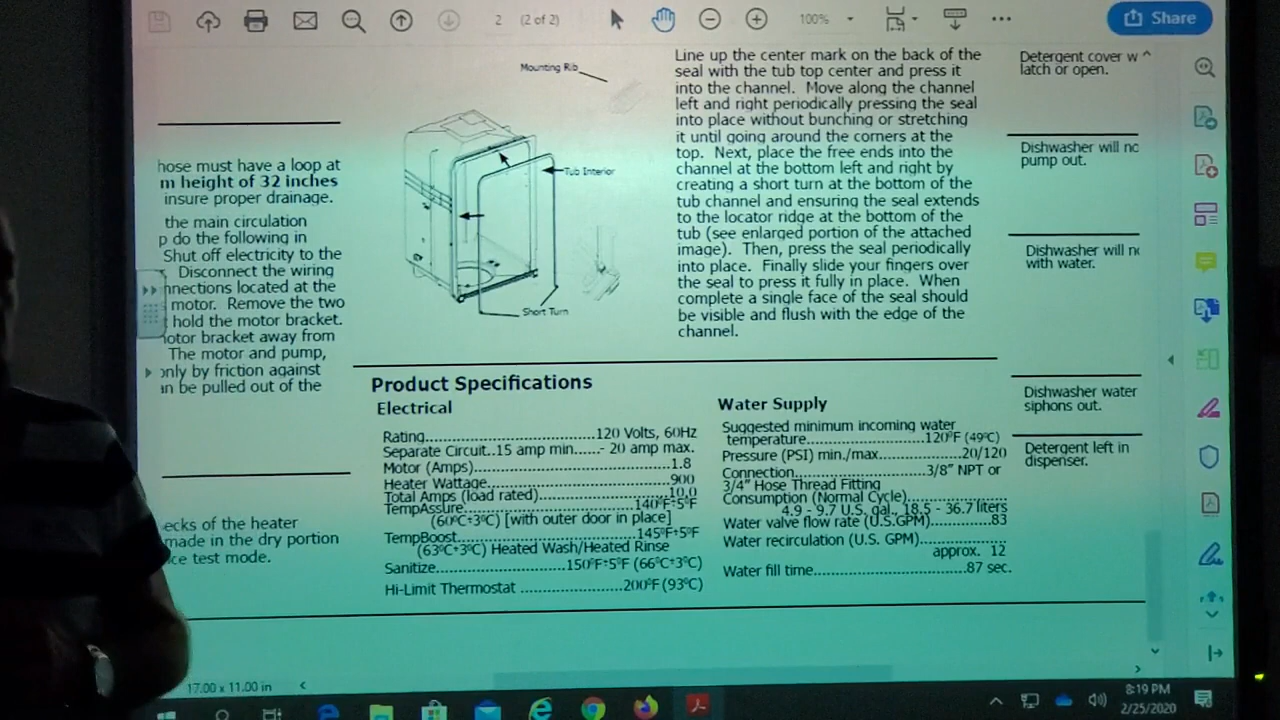 2 (2 of 2)
100%
Share
hose must have a loop at
m height of 32 inches
insure proper drainage.
the main circulation
p do the following in
Shut off electricity to the
Disconnect the wiring
nnections located at the
motor. Remove the two
hold the motor bracket.
otor bracket away from
The motor and pump,
only by friction against
an be pulled out of the
ecks of the heater
made in the dry portion
ce test mode.
Mounting Rib
Tub Interior
Short Turn
Line up the center mark on the back of the
seal with the tub top center and press it
into the channel. Move along the channel
left and right periodically pressing the seal
into place without bunching or stretching
it until going around the corners at the
top. Next, place the free ends into the
channel at the bottom left and right by
creating a short turn at the bottom of the
tub channel and ensuring the seal extends
to the locator ridge at the bottom of the
tub (see enlarged portion of the attached
image). Then, press the seal periodically
into place. Finally slide your fingers over
the seal to press it fully in place. When
complete a single face of the seal should
be visible and flush with the edge of the
channel.
Detergent cover w
latch or open.
Dishwasher will no
pump out.
Dishwasher will n
with water.
Dishwasher water
siphons out.
Detergent left in
dispenser.
Product Specifications
Electrical
Rating......................................120 Volts, 60Hz
Separate Circuit..15 amp min......- 20 amp max.
Motor (Amps)............................................1.8
Heater Wattage..........................................900
Total Amps (load rated)..............................10.0
TempAssure.......................................140°F±5°F
(60°C±3°C) [with outer door in place]
TempBoost........................................145°F±5°F
(63°C±3°C) Heated Wash/Heated Rinse
Sanitize............................150°F±5°F (66°C±3°C)
Hi-Limit Thermostat .......................200°F (93°C)
Water Supply
Suggested minimum incoming water
temperature..........................120°F (49°C)
Pressure (PSI) min./max.........................20/120
Connection.............................3/8" NPT or
3/4" Hose Thread Fitting
Consumption (Normal Cycle).......................
4.9 - 9.7 U.S. gal., 18.5 - 36.7 liters
Water valve flow rate (U.S.GPM)..............83
Water recirculation (U.S. GPM)...................
approx. 12
Water fill time..................................87 sec.
17.00 x 11.00 in
8:19 PM
2/25/2020